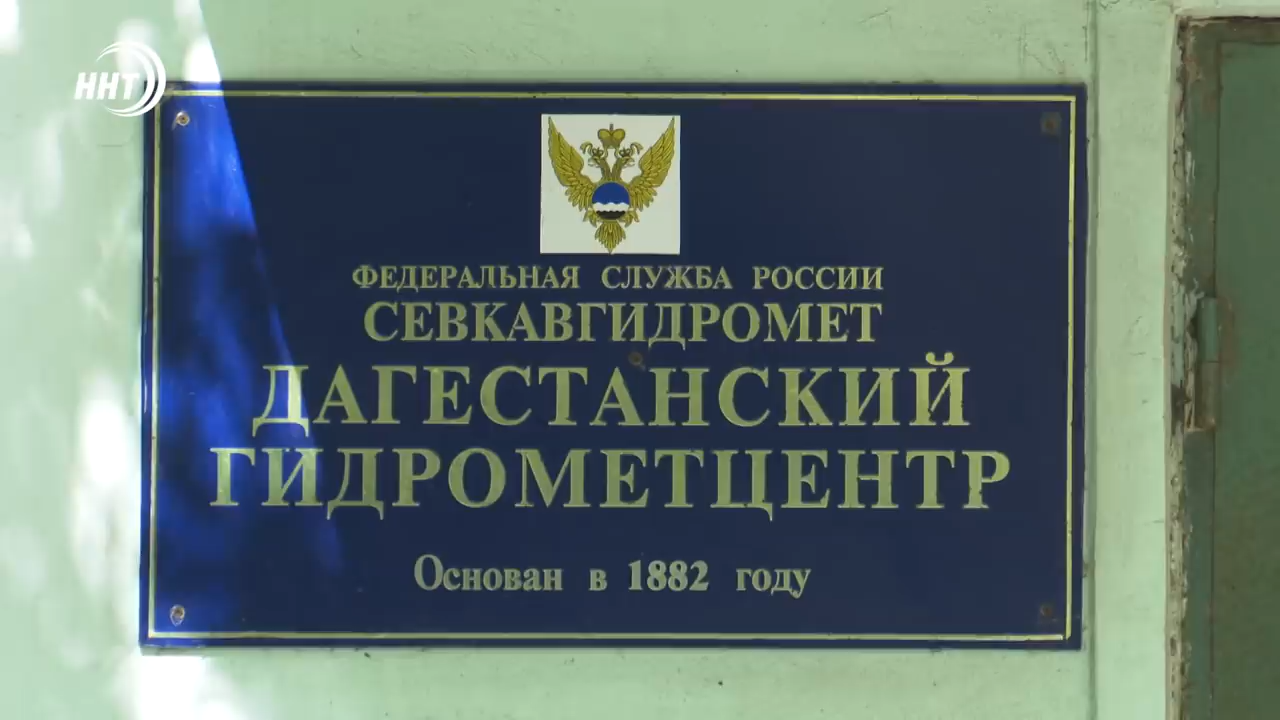 ННТ
ФЕДЕРАЛЬНАЯ СЛУЖБА РОССИИ
СЕВКАВГИДРОМЕТ
ДАГЕСТАНСКИЙ
ГИДРОМЕТЦЕНТР
Основан в 1882 году